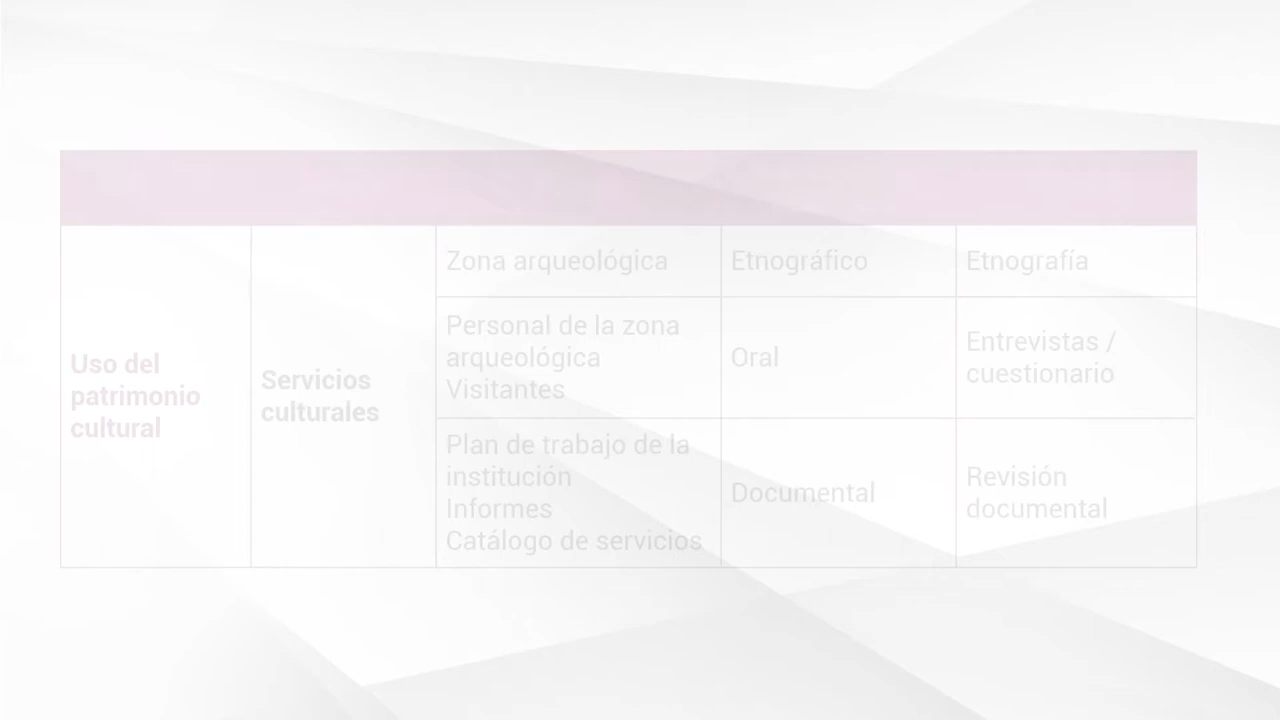 Zona arqueológica
Etnográfico
Etnografía
Uso del
patrimonio
cultural
Servicios
culturales
Personal de la zona
arqueológica
Visitantes
Oral
Entrevistas /
cuestionario
Plan de trabajo de la
institución
Informes
Catálogo de servicios
Documental
Revisión
documental